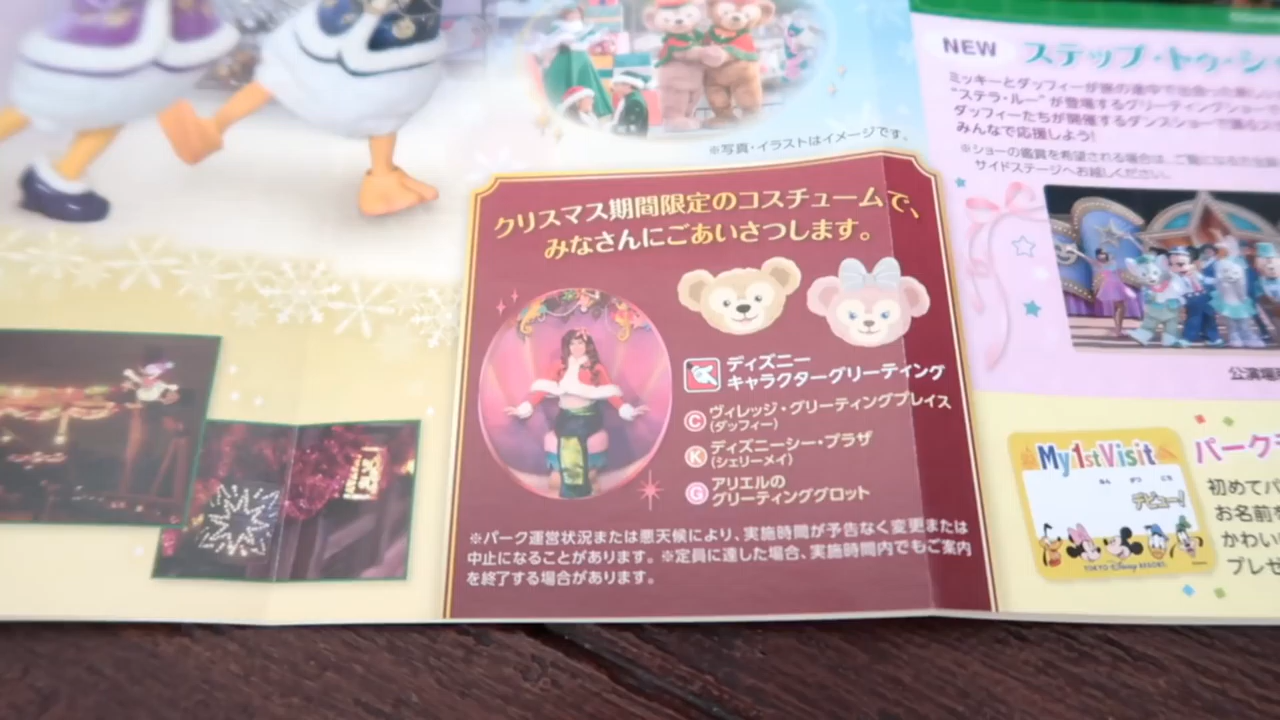 ※写真・イラストはイメージです。
クリスマス期間限定のコスチュームで、
みなさんにごあいさつします。
ディズニー
キャラクターグリーティング
C ヴィレッジ・グリーティングプレイス
(ダッフィー)
K ディズニーシー・プラザ
(シェリーメイ)
G アリエルの
グリーティンググロット
※パーク運営状況または悪天候により、実施時間が予告なく変更または
中止になることがあります。※定員に達した場合、実施時間内でもご案内
を終了する場合があります。
NEW ステップ・トゥ・シ
ミッキーとダッフィーが旅の途中で
"ステラ・ルー"が登場するグリーティングショー
ダッフィーたちが開催するダンスショーで
みんなで応援しよう!
※ショーの鑑賞を希望される場合は、
サイドステージへお越しください。
公演場
My 1st Visit
デビュー!
TOKYO Disney RESORT
パーク
初めてパ
お名前を
かわい
プレゼ